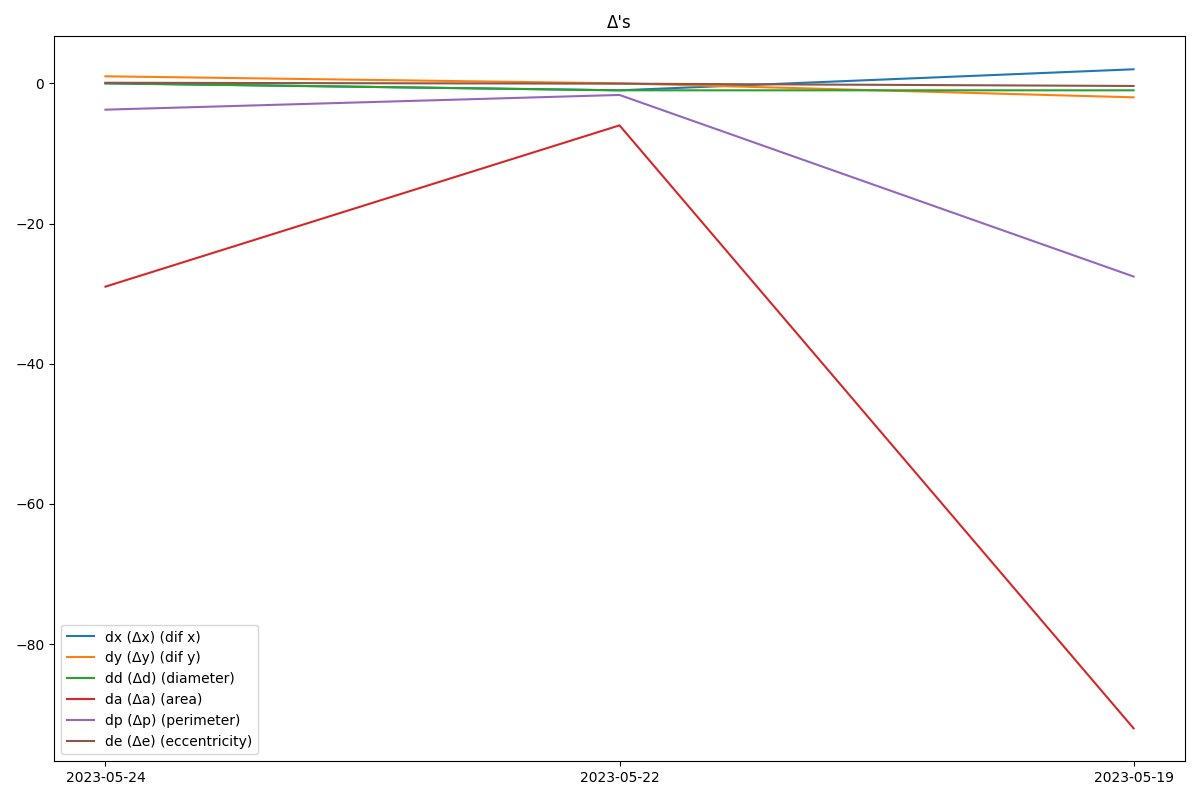 Δ's
0
−20
−40
−60
−80
dx (Δx) (dif x)
dy (Δy) (dif y)
dd (Δd) (diameter)
da (Δa) (area)
dp (Δp) (perimeter)
de (Δe) (eccentricity)
2023-05-24
2023-05-22
2023-05-19